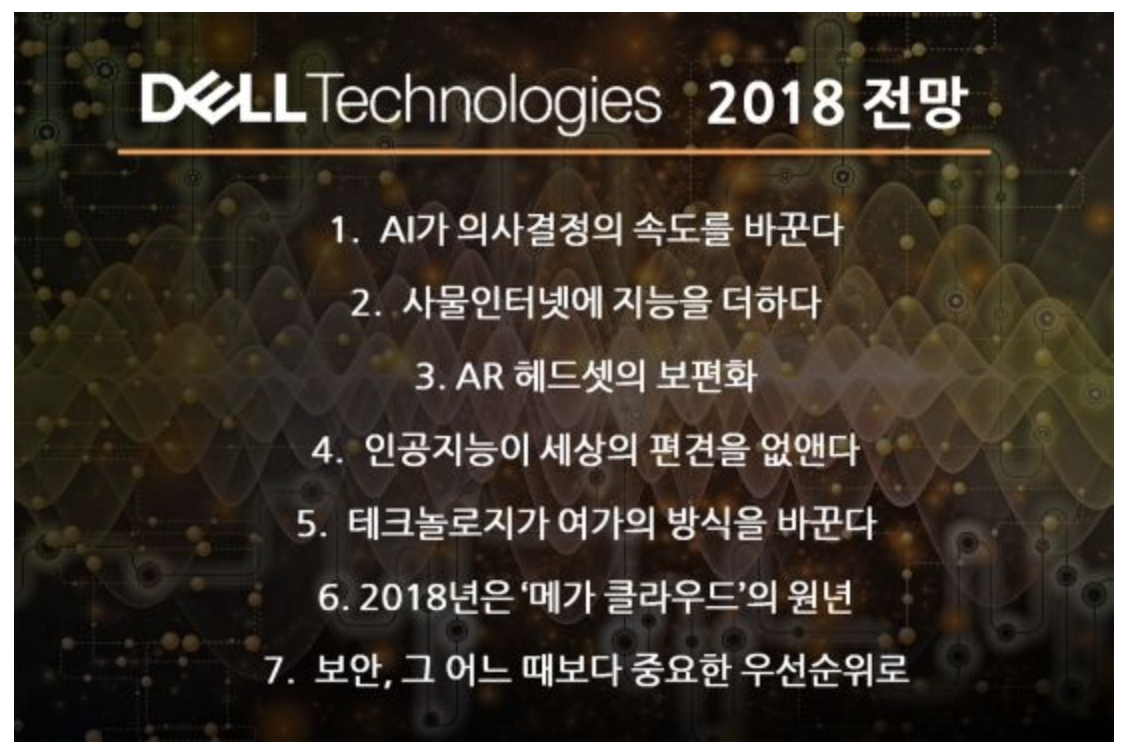 DELL Technologies 2018 전망
1. AI가 의사결정의 속도를 바꾼다
2. 사물인터넷에 지능을 더하다
3. AR 헤드셋의 보편화
4. 인공지능이 세상의 편견을 없앤다
5. 테크놀로지가 여가의 방식을 바꾼다
6. 2018년은 ‘메가 클라우드’의 원년
7. 보안, 그 어느 때보다 중요한 우선순위로